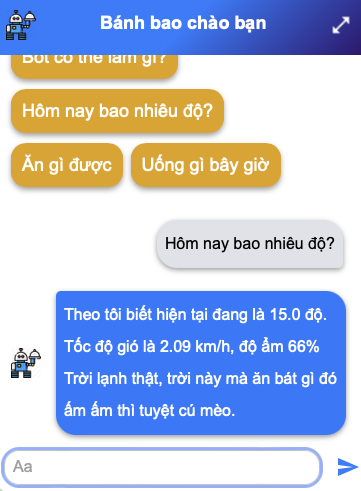 Bánh bao chào bạn
Bot có thể làm gì?
Hôm nay bao nhiêu độ?
Ăn gì được
Uống gì bây giờ
Hôm nay bao nhiêu độ?
Theo tôi biết hiện tại đang là 15.0 độ.
Tốc độ gió là 2.09 km/h, độ ẩm 66%
Trời lạnh thật, trời này mà ăn bát gì đó
ấm ấm thì tuyệt cú mèo.
Aa